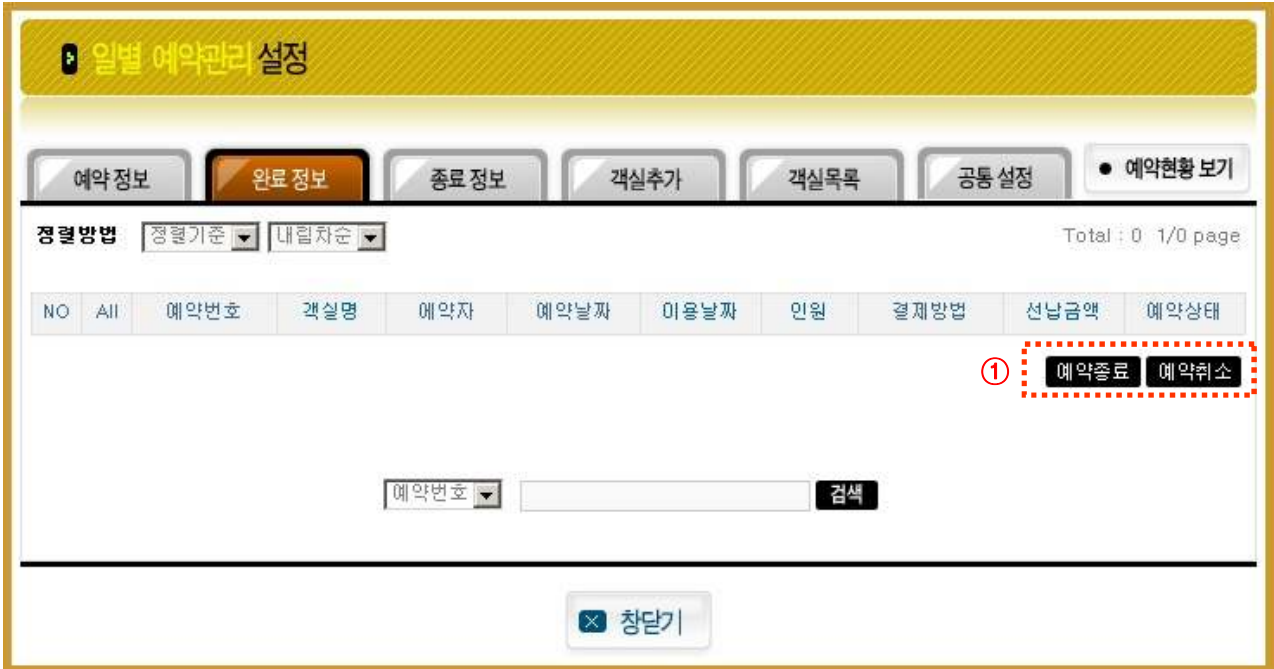 일별 예약관리 설정
예약 정보 완료 정보 종료 정보 객실추가 객실목록 공통 설정 ● 예약현황 보기
정렬방법 정렬기준 내림차순 Total : 0 1/0 page
NO All 예약번호 객실명 예약자 예약날짜 이용날짜 인원 결제방법 선납금액 예약상태
① 예약종료 예약취소
예약번호 검색
창닫기